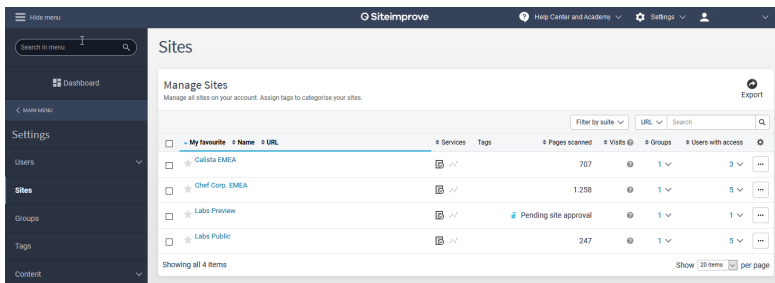 Hide menu
Siteimprove
Help Center and Academy
Settings
Search in menu
Sites
Dashboard
Manage Sites
Manage all sites on your account. Assign tags to categorise your sites.
Export
MAIN MENU
Filter by suite
URL
Search
Settings
My favourite Name URL Services Tags Pages scanned Visits Groups Users with access
Users
Calista EMEA 707 1 3
Sites
Chef Corp. EMEA 1.258 1 5
Groups
Labs Preview Pending site approval 1 1
Tags
Labs Public 247 1 5
Content
Showing all 4 items
Show 20 items per page